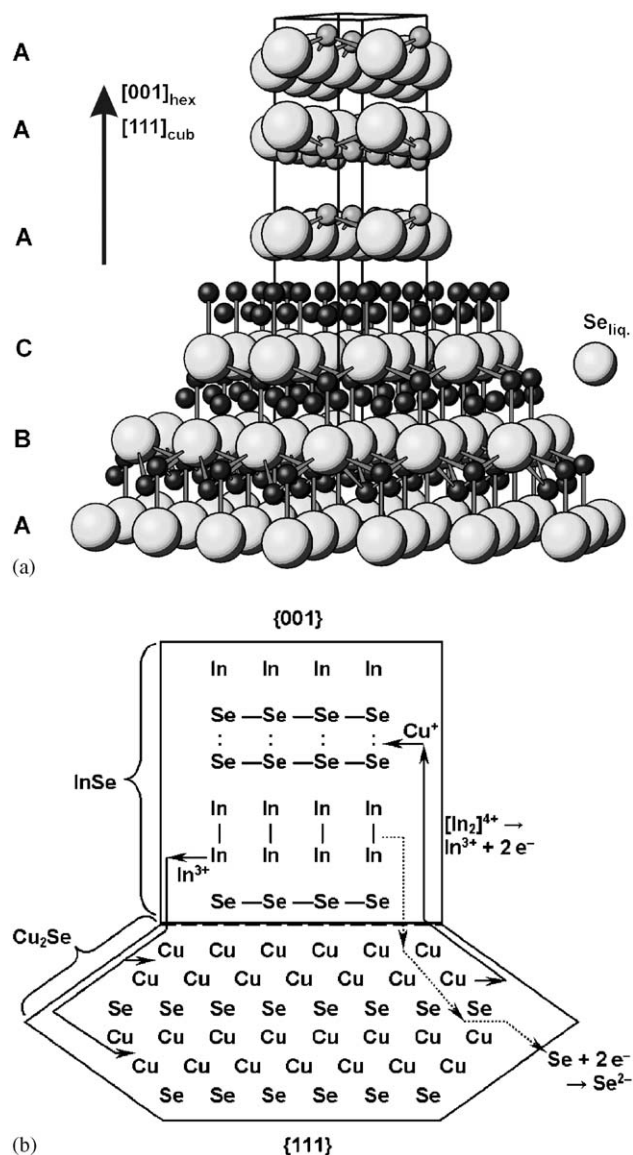 A
[001]hex
[111]cub
A
A
Seliq.
C
B
A
(a)
{001}
In In In In
Se — Se — Se — Se
Cu⁺
: : : :
Se — Se — Se — Se
InSe
In In In In
| | | |
[In₂]⁴⁺ →
In³⁺ + 2 e⁻
In In In In
In³⁺
Se — Se — Se — Se
Cu₂Se
Cu Cu Cu Cu Cu Cu
Cu Cu Cu Cu Cu Cu Cu
Se Se Se Se Se Se Se
Cu Cu Cu Cu Cu Cu Cu
Cu Cu Cu Cu Cu Cu
Se + 2 e⁻
→ Se²⁻
Se Se Se Se Se Se
(b)
{111}